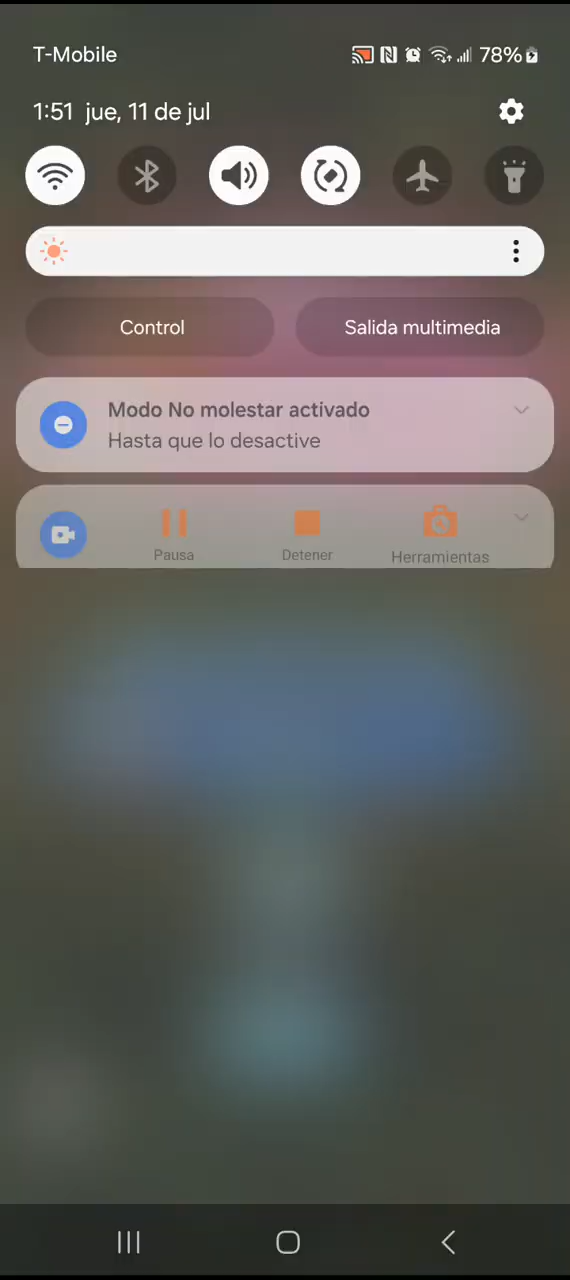 T-Mobile
78%
1:51 jue, 11 de jul
Control
Salida multimedia
Modo No molestar activado
Hasta que lo desactive
Pausa
Detener
Herramientas